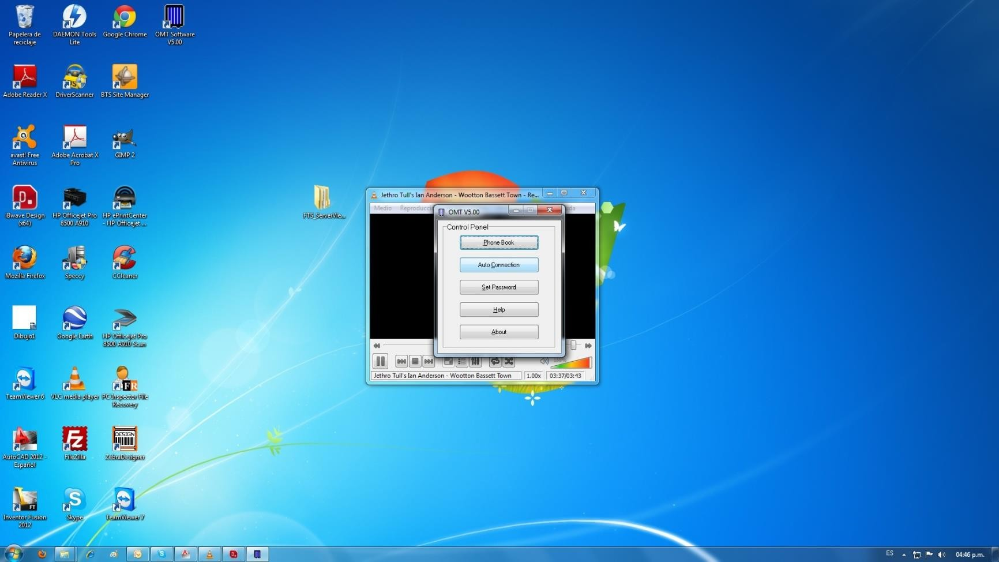 Papelera de
reciclaje
DAEMON Tools
Lite
Google Chrome
OMT Software
V5.00
Adobe Reader X
DriverScanner
BTS Site Manager
avast! Free
Antivirus
Adobe Acrobat X
Pro
GIMP 2
iBwave Design
(x64)
HP Officejet Pro
8500 A910
HP ePrintCenter
- HP Officejet ...
FTS_ServerVie...
Mozilla Firefox
Speccy
CCleaner
Dibujo1
Google Earth
HP Officejet Pro
8500 A910 Scan
TeamViewer 6
VLC media player
PC Inspector File
Recovery
FR
AutoCAD 2012 -
Español
FileZilla
DESIGN
ZebraDesigner
Inventor Fusion
2012
FT
Skype
TeamViewer 7
Jethro Tull's Ian Anderson - Wootton Bassett Town - Re...
Medio
OMT V5.00
Control Panel
Phone Book
Auto Connection
Set Password
Help
About
Jethro Tull's Ian Anderson - Wootton Bassett Town
1.00x
03:37/03:43
ES
04:46 p.m.